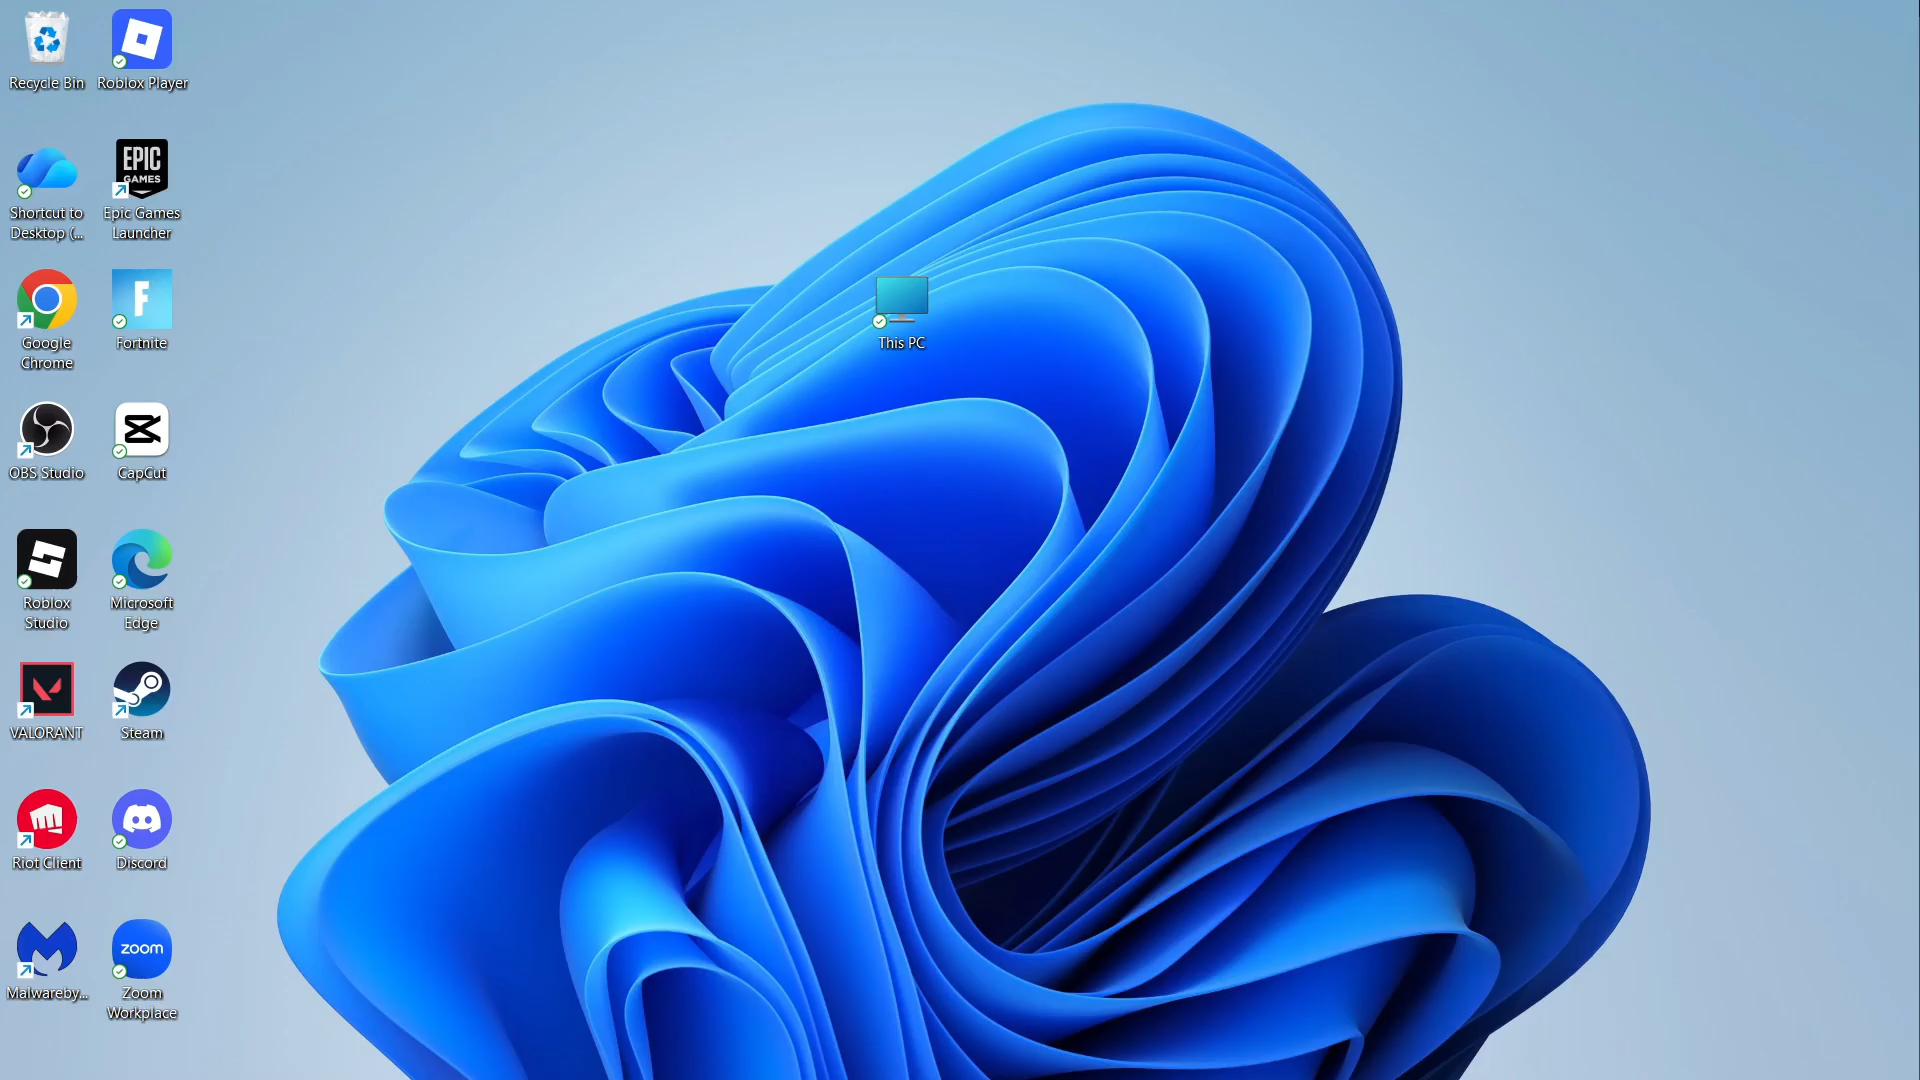 Recycle Bin
Roblox Player
Shortcut to
Desktop (...
EPIC
GAMES
Epic Games
Launcher
Google
Chrome
F
Fortnite
OBS Studio
CapCut
Roblox
Studio
Microsoft
Edge
VALORANT
Steam
Riot Client
Discord
Malwareby...
zoom
Zoom
Workplace
This PC